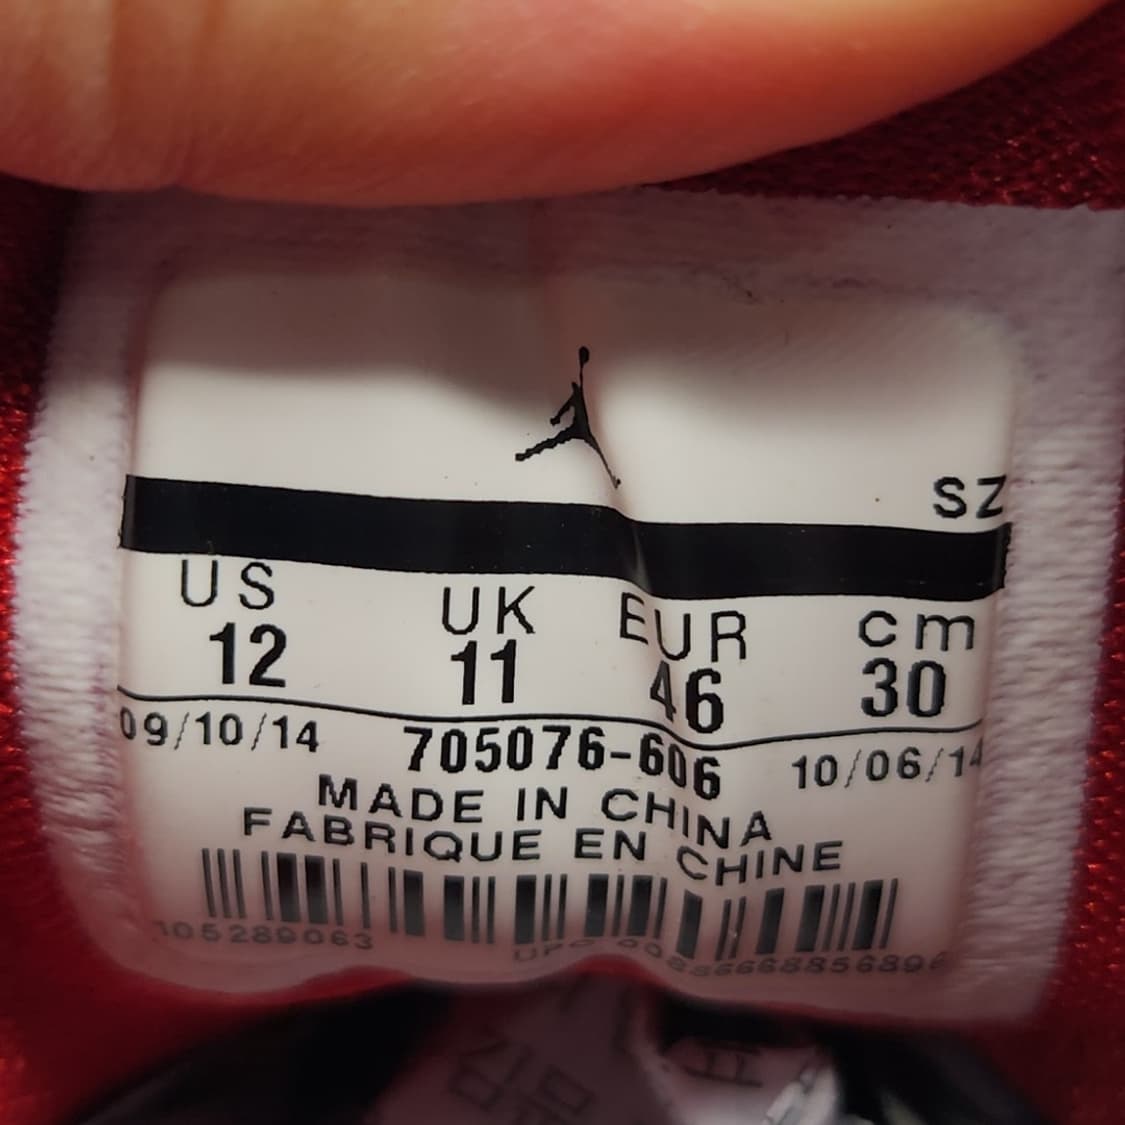 SZ
US UK EUR cm
12 11 46 30
09/10/14 705076-606 10/06/14
MADE IN CHINA
FABRIQUE EN CHINE